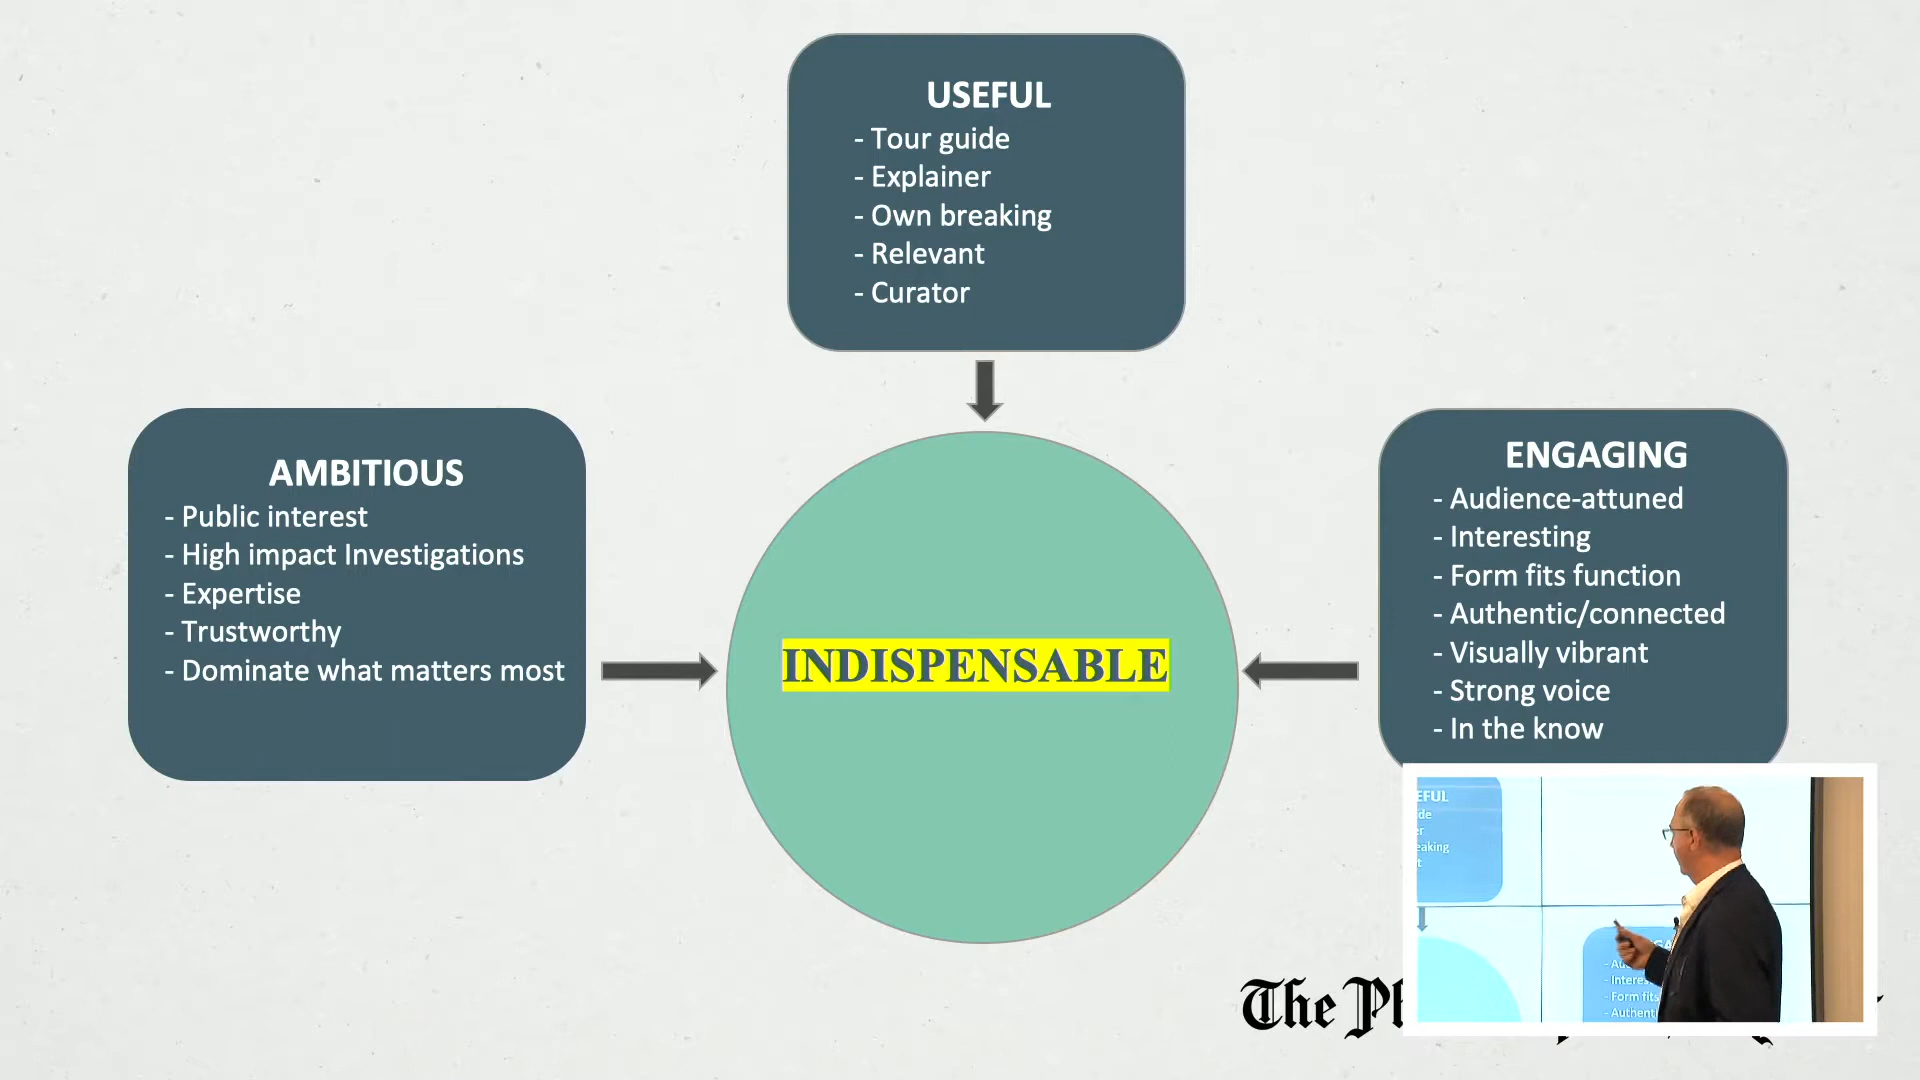 USEFUL
- Tour guide
- Explainer
- Own breaking
- Relevant
- Curator
AMBITIOUS
- Public interest
- High impact Investigations
- Expertise
- Trustworthy
- Dominate what matters most
INDISPENSABLE
ENGAGING
- Audience-attuned
- Interesting
- Form fits function
- Authentic/connected
- Visually vibrant
- Strong voice
- In the know
The